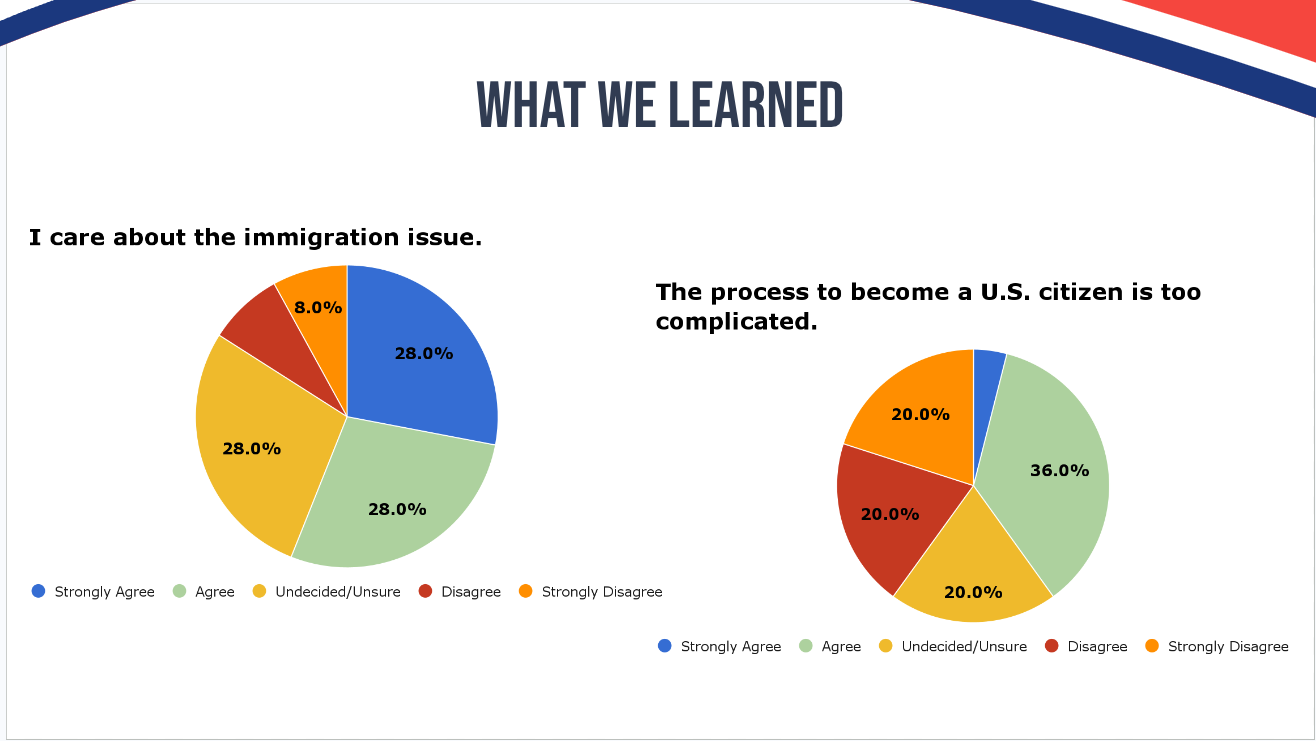 WHAT WE LEARNED
I care about the immigration issue.
8.0%
28.0%
28.0%
28.0%
Strongly Agree Agree Undecided/Unsure Disagree Strongly Disagree
The process to become a U.S. citizen is too
complicated.
20.0%
36.0%
20.0%
20.0%
Strongly Agree Agree Undecided/Unsure Disagree Strongly Disagree